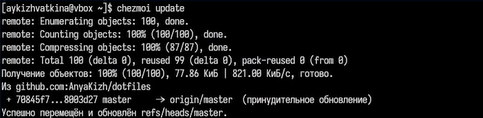 [aykizhvatkina@vbox ~]$ chezmoi update
remote: Enumerating objects: 100, done.
remote: Counting objects: 100% (100/100), done.
remote: Compressing objects: 100% (87/87), done.
remote: Total 100 (delta 0), reused 99 (delta 0), pack-reused 0 (from 0)
Получение объектов: 100% (100/100), 77.86 КиБ | 821.00 КиБ/с, готово.
Из github.com:AnyaKizh/dotfiles
 + 70845f7...8003d27 master     -> origin/master  (принудительное обновление)
Успешно перемещён и обновлён refs/heads/master.